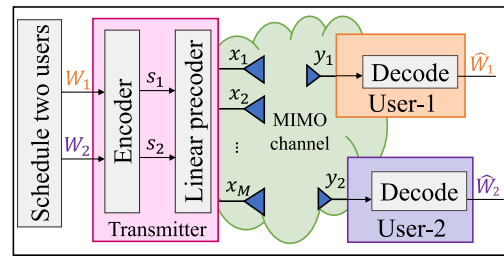 Schedule two users
W₁
W₂
Encoder
s₁
s₂
Linear precoder
Transmitter
x₁
x₂
...
x_M
MIMO
channel
y₁
y₂
Decode
User-1
Ŵ₁
Decode
User-2
Ŵ₂